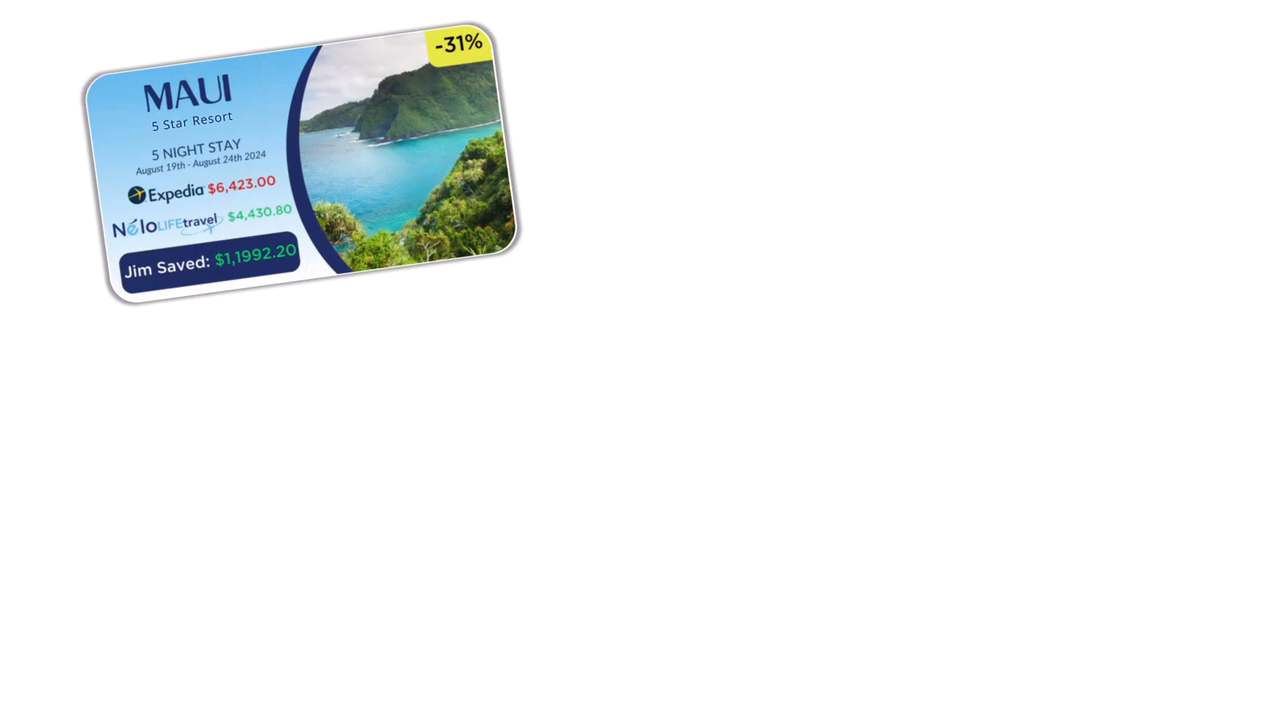 -31%
MAUI
5 Star Resort
5 NIGHT STAY
August 19th - August 24th 2024
Expedia $6,423.00
NéloLIFEtravel $4,430.80
Jim Saved: $1,1992.20